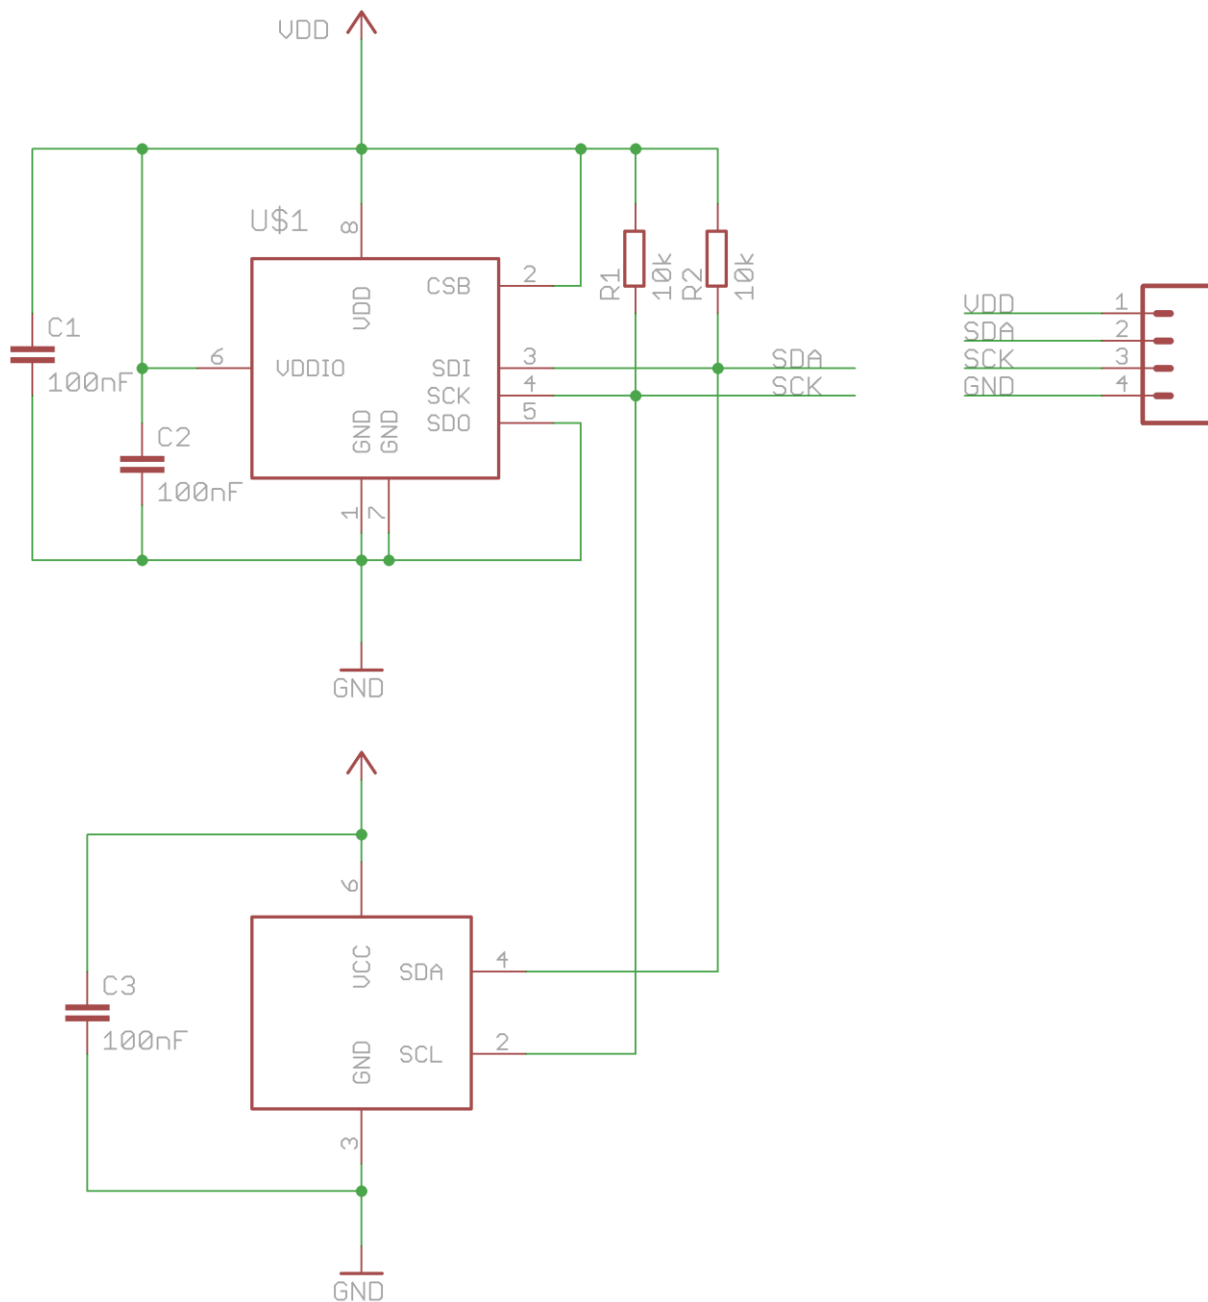 VDD
U$1
8
VDD
CSB
2
R1
10k
R2
10k
VDD
1
SDA
2
SCK
3
GND
4
C1
100nF
6
VDDIO
SDI
3
SDA
SCK
4
SCK
GND
GND
SDO
5
C2
100nF
1
7
GND
6
VCC
SDA
4
C3
100nF
GND
SCL
2
3
GND